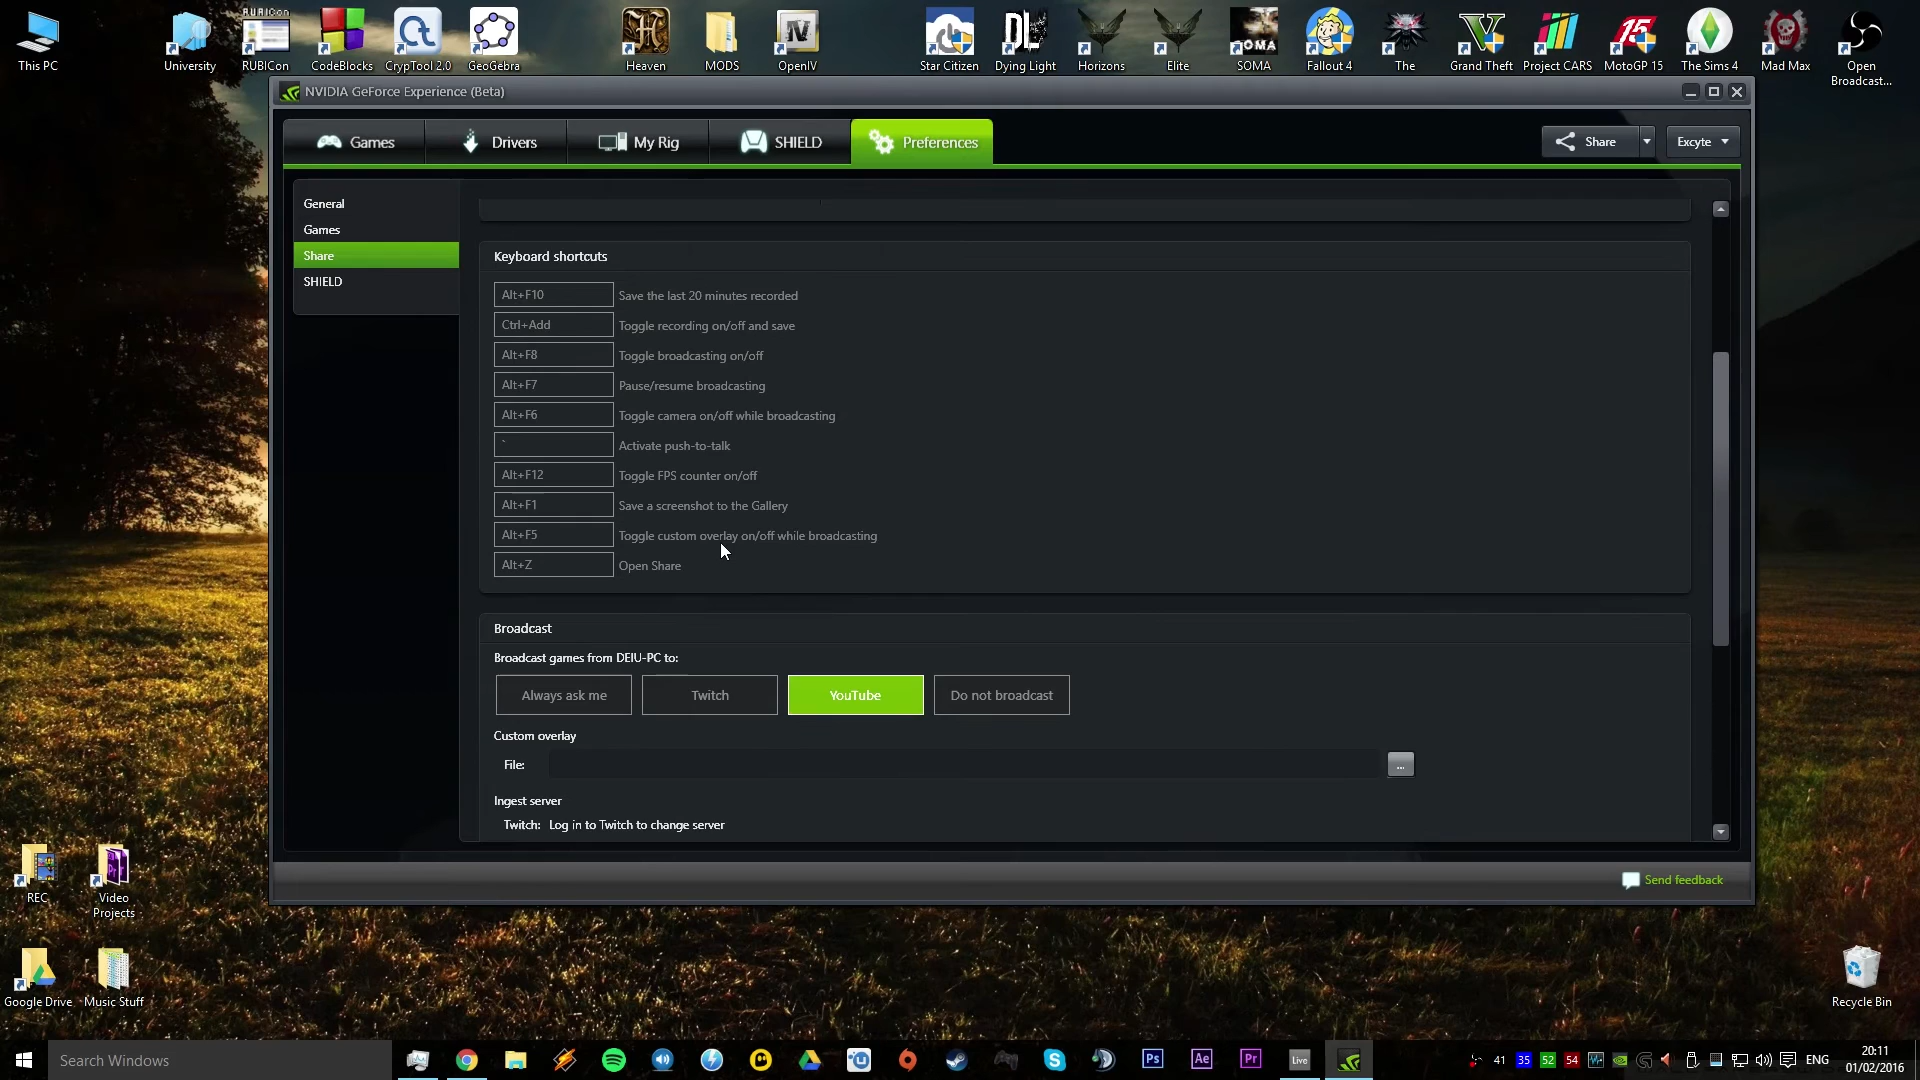 This PC
University
RUBICon
RUBICon
CodeBlocks
CrypTool 2.0
GeoGebra
Heaven
MODS
OpenIV
Star Citizen
Dying Light
Horizons
Elite
SOMA
Fallout 4
The
Grand Theft
Project CARS
MotoGP 15
The Sims 4
Mad Max
Open
Broadcast...
NVIDIA GeForce Experience (Beta)
Games
Drivers
My Rig
SHIELD
Preferences
Share
Excyte
General
Games
Share
SHIELD
Keyboard shortcuts
Alt+F10 Save the last 20 minutes recorded
Ctrl+Add Toggle recording on/off and save
Alt+F8 Toggle broadcasting on/off
Alt+F7 Pause/resume broadcasting
Alt+F6 Toggle camera on/off while broadcasting
` Activate push-to-talk
Alt+F12 Toggle FPS counter on/off
Alt+F1 Save a screenshot to the Gallery
Alt+F5 Toggle custom overlay on/off while broadcasting
Alt+Z Open Share
Broadcast
Broadcast games from DEIU-PC to:
Always ask me
Twitch
YouTube
Do not broadcast
Custom overlay
File:
...
Ingest server
Twitch: Log in to Twitch to change server
Send feedback
REC
Video
Projects
Google Drive
Music Stuff
Recycle Bin
Search Windows
Ps
Ae
Pr
Live
41
35
52
54
ENG
20:11
01/02/2016